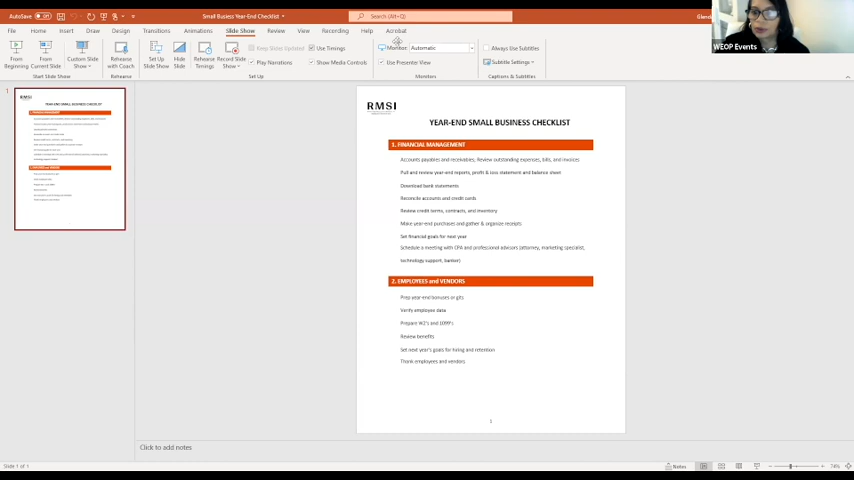 AutoSave Off
Small Busiess Year-End Checklist
Search (Alt+Q)
Glend
File Home Insert Draw Design Transitions Animations Slide Show Review View Recording Help Acrobat
From Beginning
From Current Slide
Custom Slide Show
Rehearse with Coach
Set Up Slide Show
Hide Slide
Rehearse Timings
Record Slide Show
Keep Slides Updated
Play Narrations
Use Timings
Show Media Controls
Monitor: Automatic
Use Presenter View
Always Use Subtitles
Subtitle Settings
Start Slide Show
Rehearse
Set Up
Monitors
Captions & Subtitles
WEOP Events
1
RMSI
YEAR-END SMALL BUSINESS CHECKLIST
1. FINANCIAL MANAGEMENT
Accounts payables and receivables; Review outstanding expenses, bills, and invoices
Pull and review year-end reports, profit & loss statement and balance sheet
Download bank statements
Reconcile accounts and credit cards
Review credit terms, contracts, and inventory
Make year-end purchases and gather & organize receipts
Set financial goals for next year
Schedule a meeting with CPA and professional advisors (attorney, marketing specialist,
technology support, banker)
2. EMPLOYEES and VENDORS
Prep year-end bonuses or gits
Verify employee data
Prepare W2's and 1099's
Review benefits
Set next year's goals for hiring and retention
Thank employees and vendors
1
Click to add notes
Slide 1 of 1
Notes
74%